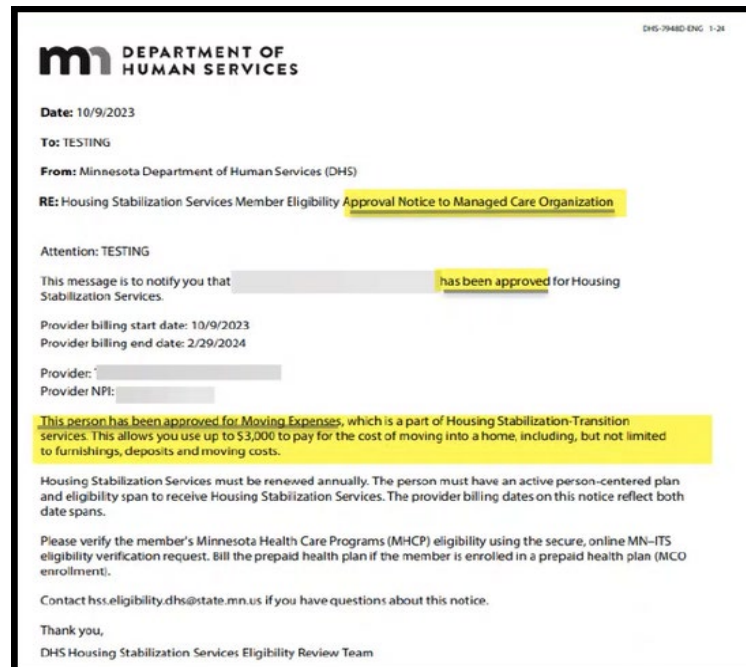 DHS-7948D-ENG 1-24
mn DEPARTMENT OF
HUMAN SERVICES
Date: 10/9/2023
To: TESTING
From: Minnesota Department of Human Services (DHS)
RE: Housing Stabilization Services Member Eligibility Approval Notice to Managed Care Organization
Attention: TESTING
This message is to notify you that has been approved for Housing
Stabilization Services.
Provider billing start date: 10/9/2023
Provider billing end date: 2/29/2024
Provider:
Provider NPI:
This person has been approved for Moving Expenses, which is a part of Housing Stabilization-Transition
services. This allows you use up to $3,000 to pay for the cost of moving into a home, including, but not limited
to furnishings, deposits and moving costs.
Housing Stabilization Services must be renewed annually. The person must have an active person-centered plan
and eligibility span to receive Housing Stabilization Services. The provider billing dates on this notice reflect both
date spans.
Please verify the member's Minnesota Health Care Programs (MHCP) eligibility using the secure, online MN–ITS
eligibility verification request. Bill the prepaid health plan if the member is enrolled in a prepaid health plan (MCO
enrollment).
Contact hss.eligibility.dhs@state.mn.us if you have questions about this notice.
Thank you,
DHS Housing Stabilization Services Eligibility Review Team